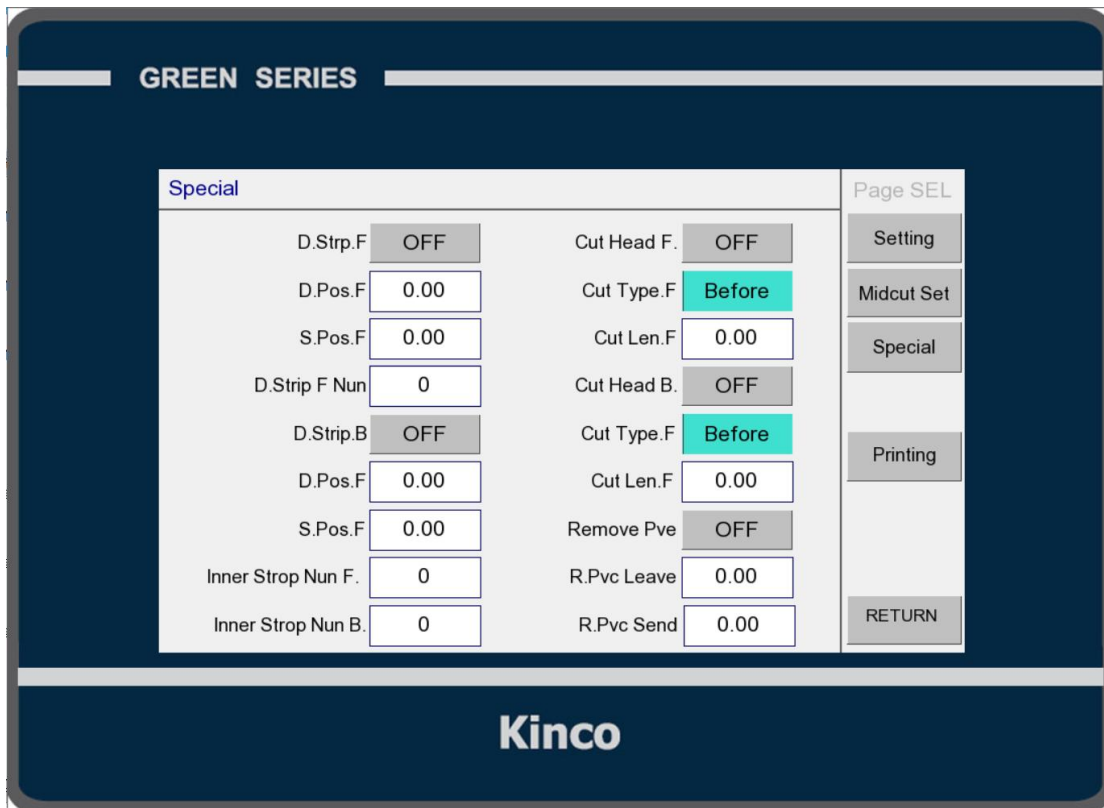 GREEN SERIES
Special
D.Strp.F OFF
D.Pos.F 0.00
S.Pos.F 0.00
D.Strip F Nun 0
D.Strip.B OFF
D.Pos.F 0.00
S.Pos.F 0.00
Inner Strop Nun F. 0
Inner Strop Nun B. 0
Cut Head F. OFF
Cut Type.F Before
Cut Len.F 0.00
Cut Head B. OFF
Cut Type.F Before
Cut Len.F 0.00
Remove Pve OFF
R.Pvc Leave 0.00
R.Pvc Send 0.00
Page SEL
Setting
Midcut Set
Special
Printing
RETURN
Kinco